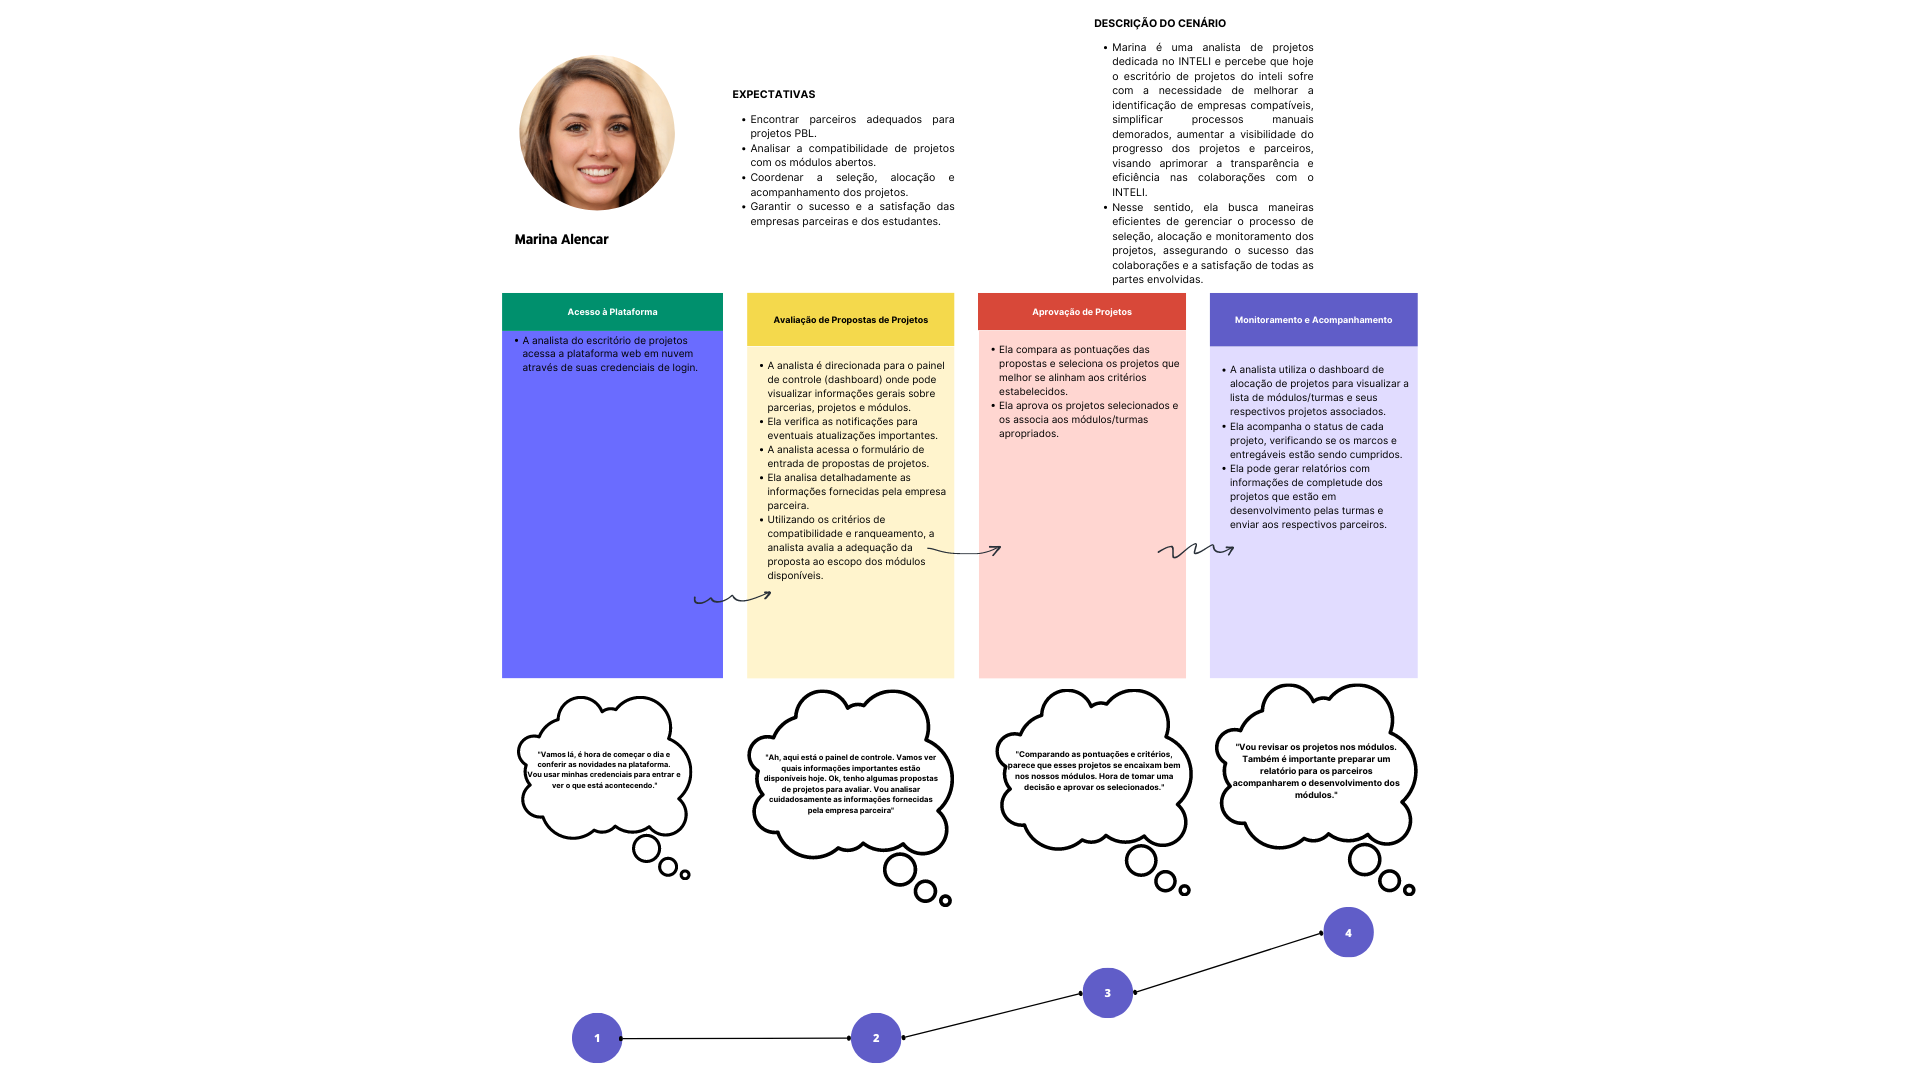 Marina Alencar
EXPECTATIVAS
• Encontrar parceiros adequados para
projetos PBL.
• Analisar a compatibilidade de projetos
com os módulos abertos.
• Coordenar a seleção, alocação e
acompanhamento dos projetos.
• Garantir o sucesso e a satisfação das
empresas parceiras e dos estudantes.
DESCRIÇÃO DO CENÁRIO
• Marina é uma analista de projetos
dedicada no INTELI e percebe que hoje
o escritório de projetos do inteli sofre
com a necessidade de melhorar a
identificação de empresas compatíveis,
simplificar processos manuais
demorados, aumentar a visibilidade do
progresso dos projetos e parceiros,
visando aprimorar a transparência e
eficiência nas colaborações com o
INTELI.
• Nesse sentido, ela busca maneiras
eficientes de gerenciar o processo de
seleção, alocação e monitoramento dos
projetos, assegurando o sucesso das
colaborações e a satisfação de todas as
partes envolvidas.
Acesso à Plataforma
• A analista do escritório de projetos
acessa a plataforma web em nuvem
através de suas credenciais de login.
Avaliação de Propostas de Projetos
• A analista é direcionada para o painel
de controle (dashboard) onde pode
visualizar informações gerais sobre
parcerias, projetos e módulos.
• Ela verifica as notificações para
eventuais atualizações importantes.
• A analista acessa o formulário de
entrada de propostas de projetos.
• Ela analisa detalhadamente as
informações fornecidas pela empresa
parceira.
• Utilizando os critérios de
compatibilidade e ranqueamento, a
analista avalia a adequação da
proposta ao escopo dos módulos
disponíveis.
Aprovação de Projetos
• Ela compara as pontuações das
propostas e seleciona os projetos que
melhor se alinham aos critérios
estabelecidos.
• Ela aprova os projetos selecionados e
os associa aos módulos/turmas
apropriados.
Monitoramento e Acompanhamento
• A analista utiliza o dashboard de
alocação de projetos para visualizar a
lista de módulos/turmas e seus
respectivos projetos associados.
• Ela acompanha o status de cada
projeto, verificando se os marcos e
entregáveis estão sendo cumpridos.
• Ela pode gerar relatórios com
informações de completude dos
projetos que estão em
desenvolvimento pelas turmas e
enviar aos respectivos parceiros.
"Vamos lá, é hora de começar o dia e
conferir as novidades na plataforma.
Vou usar minhas credenciais para entrar e
ver o que está acontecendo."
"Ah, aqui está o painel de controle. Vamos ver
quais informações importantes estão
disponíveis hoje. Ok, tenho algumas propostas
de projetos para avaliar. Vou analisar
cuidadosamente as informações fornecidas
pela empresa parceira"
"Comparando as pontuações e critérios,
parece que esses projetos se encaixam bem
nos nossos módulos. Hora de tomar uma
decisão e aprovar os selecionados."
"Vou revisar os projetos nos módulos.
Também é importante preparar um
relatório para os parceiros
acompanharem o desenvolvimento dos
módulos."
1
2
3
4